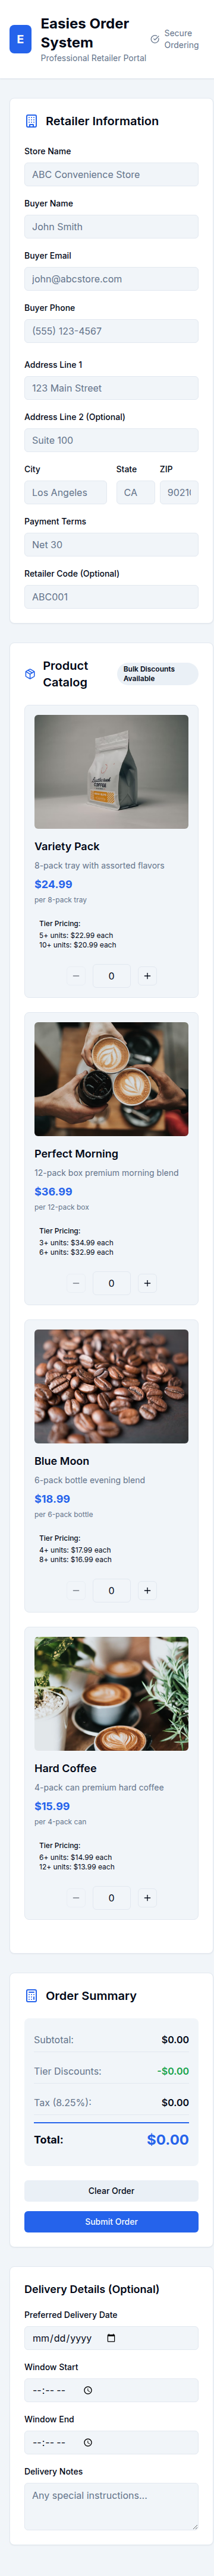 E
Easies Order
System
Professional Retailer Portal
Secure
Ordering
Retailer Information
Store Name
ABC Convenience Store
Buyer Name
John Smith
Buyer Email
john@abcstore.com
Buyer Phone
(555) 123-4567
Address Line 1
123 Main Street
Address Line 2 (Optional)
Suite 100
City State ZIP
Los Angeles CA 9021
Payment Terms
Net 30
Retailer Code (Optional)
ABC001
Product
Catalog
Bulk Discounts
Available
Variety Pack
8-pack tray with assorted flavors
$24.99
per 8-pack tray
Tier Pricing:
5+ units: $22.99 each
10+ units: $20.99 each
0
Perfect Morning
12-pack box premium morning blend
$36.99
per 12-pack box
Tier Pricing:
3+ units: $34.99 each
6+ units: $32.99 each
0
Blue Moon
6-pack bottle evening blend
$18.99
per 6-pack bottle
Tier Pricing:
4+ units: $17.99 each
8+ units: $16.99 each
0
Hard Coffee
4-pack can premium hard coffee
$15.99
per 4-pack can
Tier Pricing:
6+ units: $14.99 each
12+ units: $13.99 each
0
Order Summary
Subtotal: $0.00
Tier Discounts: -$0.00
Tax (8.25%): $0.00
Total: $0.00
Clear Order
Submit Order
Delivery Details (Optional)
Preferred Delivery Date
mm/dd/yyyy
Window Start
--:-- --
Window End
--:-- --
Delivery Notes
Any special instructions...